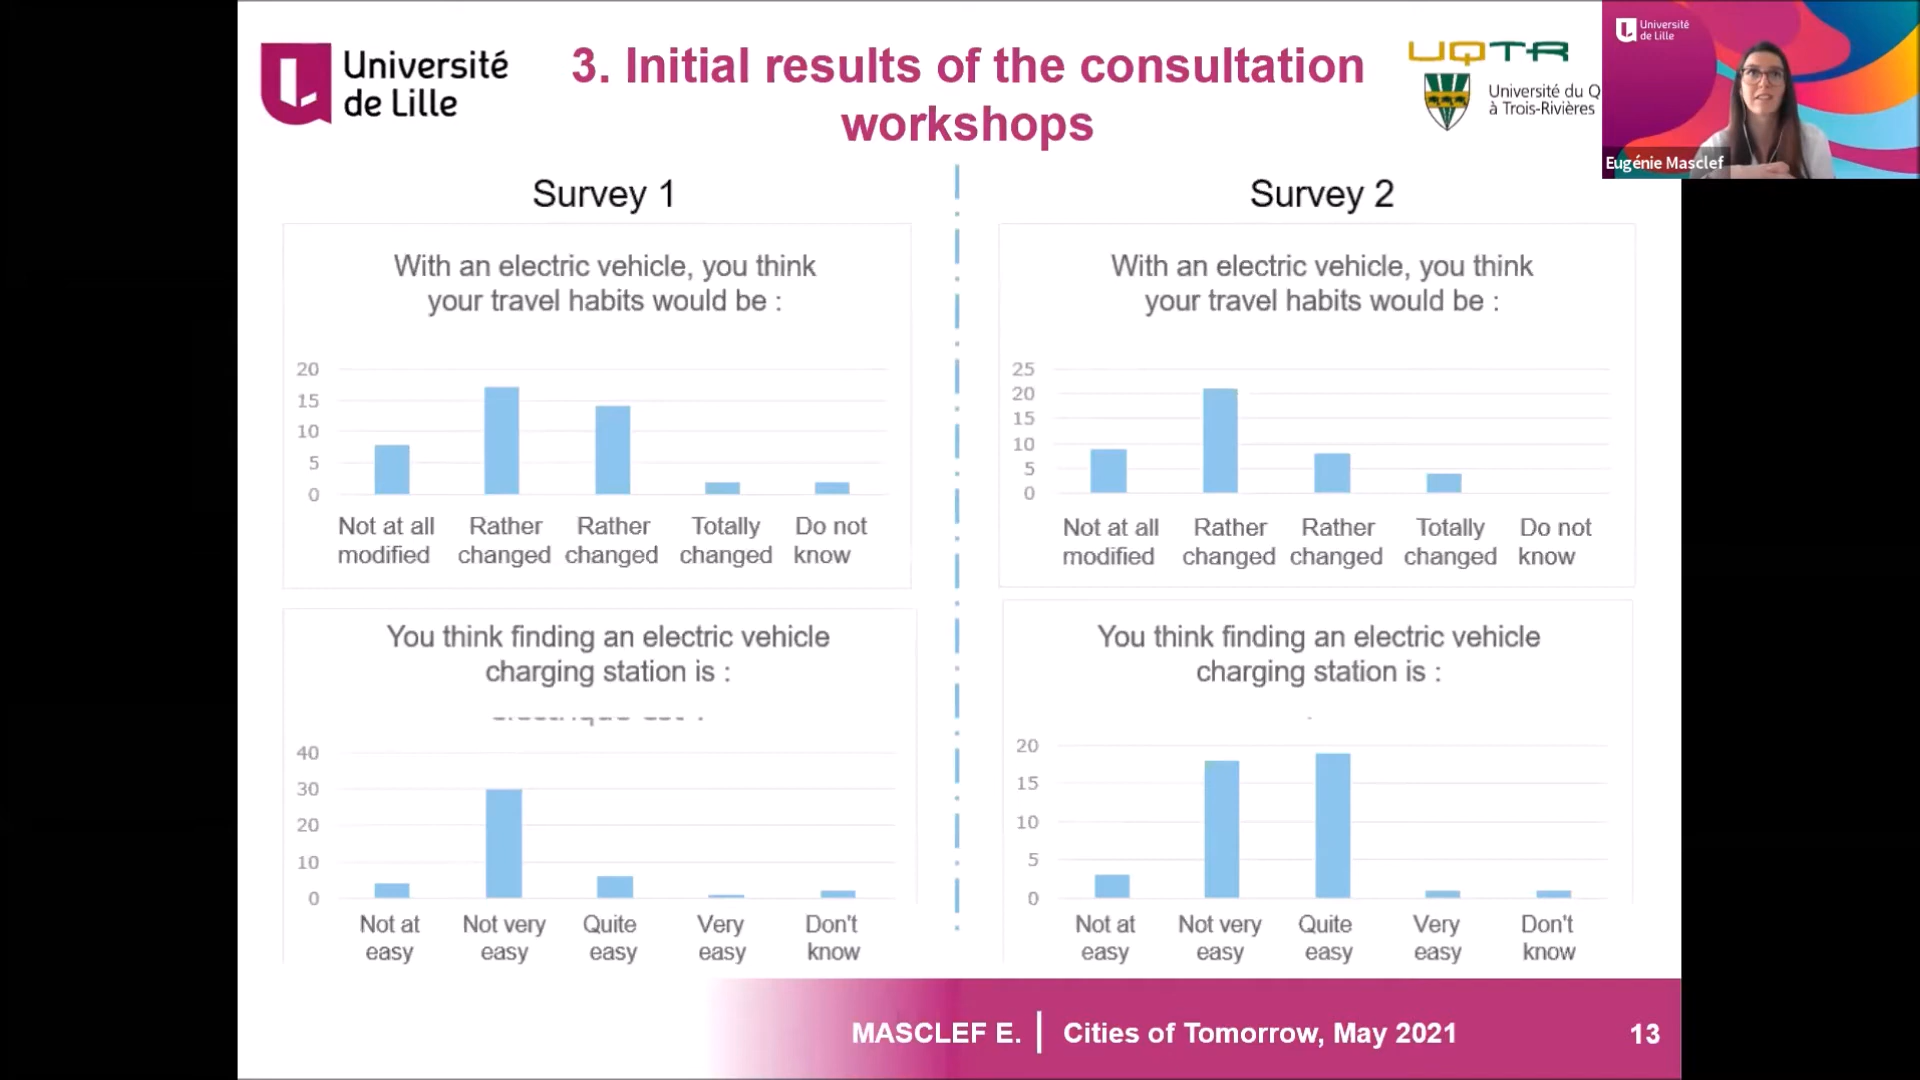 Université
de Lille
3. Initial results of the consultation
workshops
UQTR
Université du Q
à Trois-Rivières
Université
de Lille
Eugénie Masclef
Survey 1
With an electric vehicle, you think
your travel habits would be :
20
15
10
5
0
Not at all
modified
Rather
changed
Rather
changed
Totally
changed
Do not
know
Survey 2
With an electric vehicle, you think
your travel habits would be :
25
20
15
10
5
0
Not at all
modified
Rather
changed
Rather
changed
Totally
changed
Do not
know
You think finding an electric vehicle
charging station is :
40
30
20
10
0
Not at
easy
Not very
easy
Quite
easy
Very
easy
Don't
know
You think finding an electric vehicle
charging station is :
20
15
10
5
0
Not at
easy
Not very
easy
Quite
easy
Very
easy
Don't
know
MASCLEF E. | Cities of Tomorrow, May 2021
13